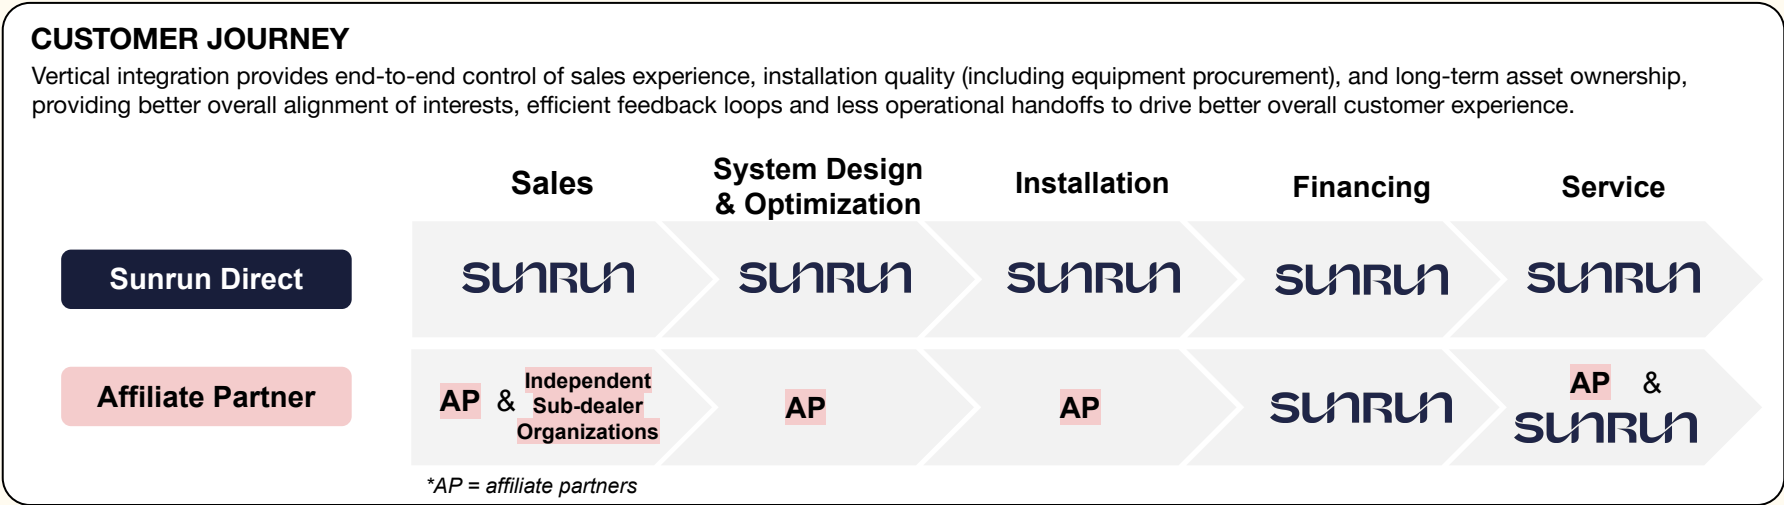 CUSTOMER JOURNEY
Vertical integration provides end-to-end control of sales experience, installation quality (including equipment procurement), and long-term asset ownership,
providing better overall alignment of interests, efficient feedback loops and less operational handoffs to drive better overall customer experience.
Sales
System Design
& Optimization
Installation
Financing
Service
Sunrun Direct
SUNRUN
SUNRUN
SUNRUN
SUNRUN
SUNRUN
Affiliate Partner
AP &
Independent
Sub-dealer
Organizations
AP
AP
SUNRUN
AP &
SUNRUN
*AP = affiliate partners